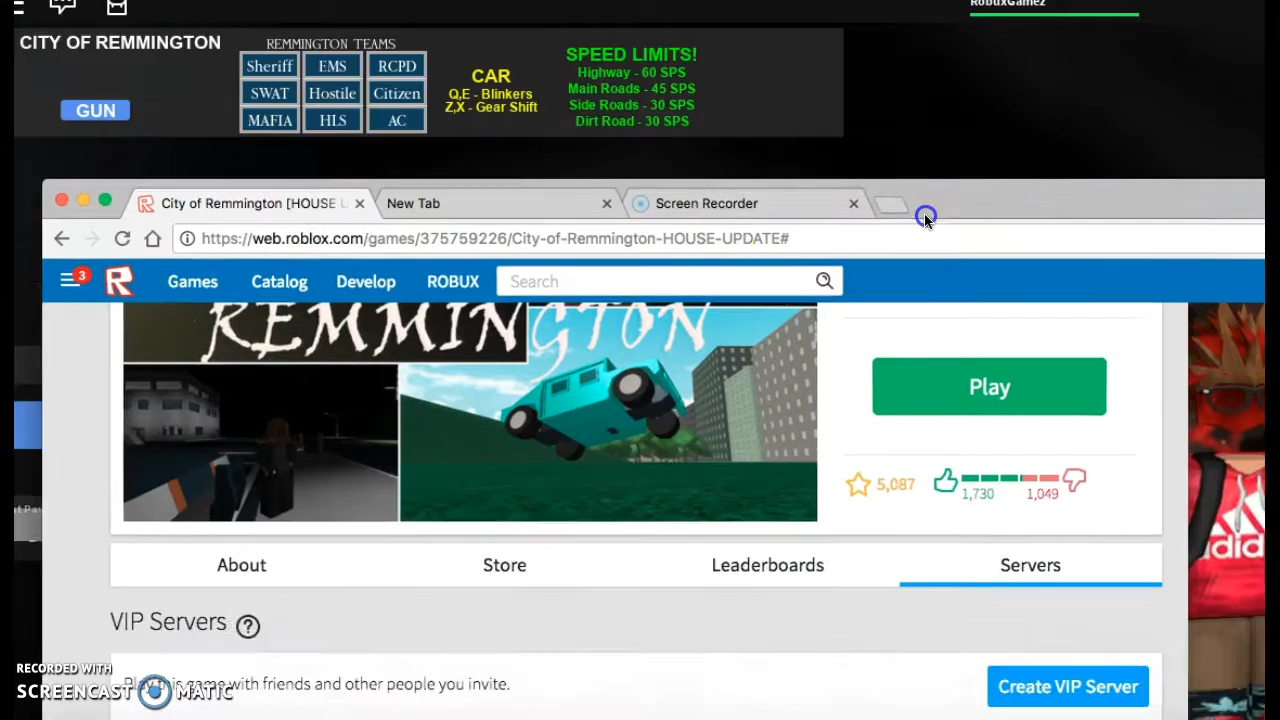 RobuxGamez
CITY OF REMMINGTON
GUN
REMMINGTON TEAMS
Sheriff EMS RCPD
SWAT Hostile Citizen
MAFIA HLS AC
CAR
Q,E - Blinkers
Z,X - Gear Shift
SPEED LIMITS!
Highway - 60 SPS
Main Roads - 45 SPS
Side Roads - 30 SPS
Dirt Road - 30 SPS
City of Remmington [HOUSE U
New Tab
Screen Recorder
https://web.roblox.com/games/375759226/City-of-Remmington-HOUSE-UPDATE#
3
Games Catalog Develop ROBUX Search
REMMINGTON
Play
5,087
1,730 1,049
adidas
About Store Leaderboards Servers
VIP Servers ?
Play this game with friends and other people you invite.
Create VIP Server
RECORDED WITH
SCREENCAST MATIC